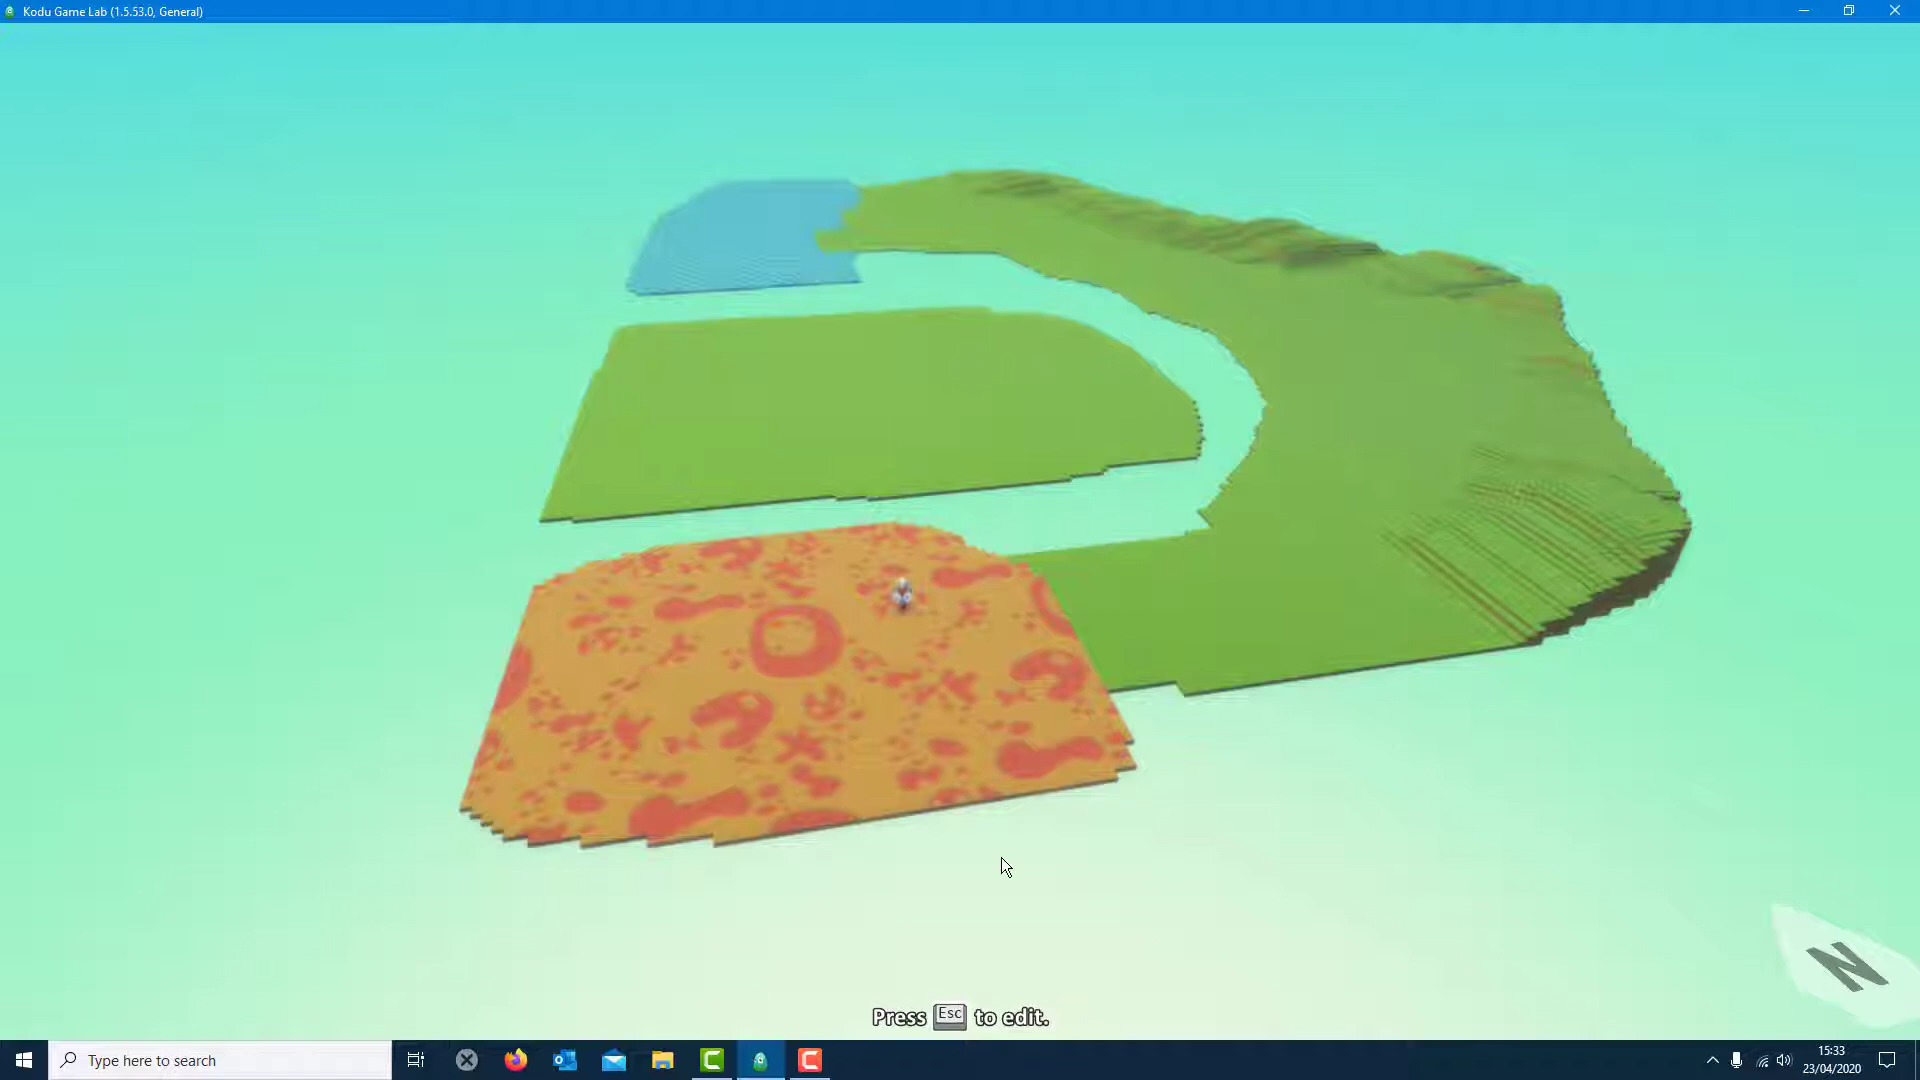 Kodu Game Lab (1.5.53.0, General)
N
Press Esc to edit.
Type here to search
15:33
23/04/2020